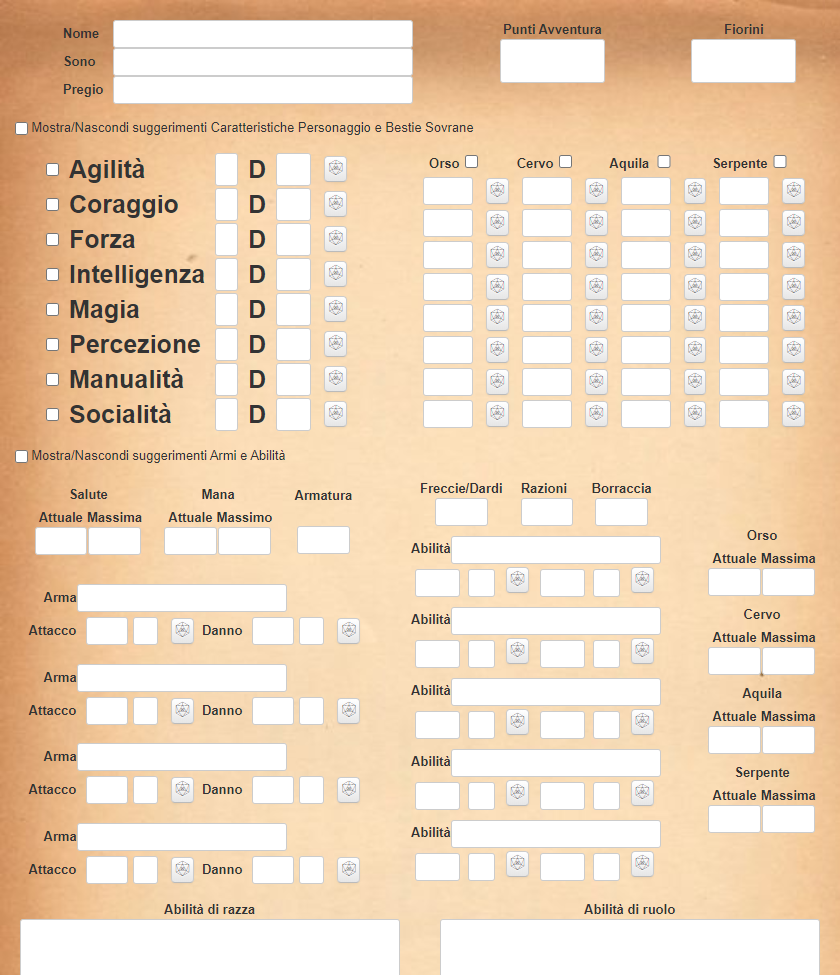 Nome
Sono
Pregio
Punti Avventura
Fiorini
Mostra/Nascondi suggerimenti Caratteristiche Personaggio e Bestie Sovrane
Agilità D
Coraggio D
Forza D
Intelligenza D
Magia D
Percezione D
Manualità D
Socialità D
Orso Cervo Aquila Serpente
Mostra/Nascondi suggerimenti Armi e Abilità
Salute Mana Armatura
Attuale Massima Attuale Massimo
Arma
Attacco Danno
Arma
Attacco Danno
Arma
Attacco Danno
Arma
Attacco Danno
Freccie/Dardi Razioni Borraccia
Abilità
Abilità
Abilità
Abilità
Abilità
Orso
Attuale Massima
Cervo
Attuale Massima
Aquila
Attuale Massima
Serpente
Attuale Massima
Abilità di razza
Abilità di ruolo